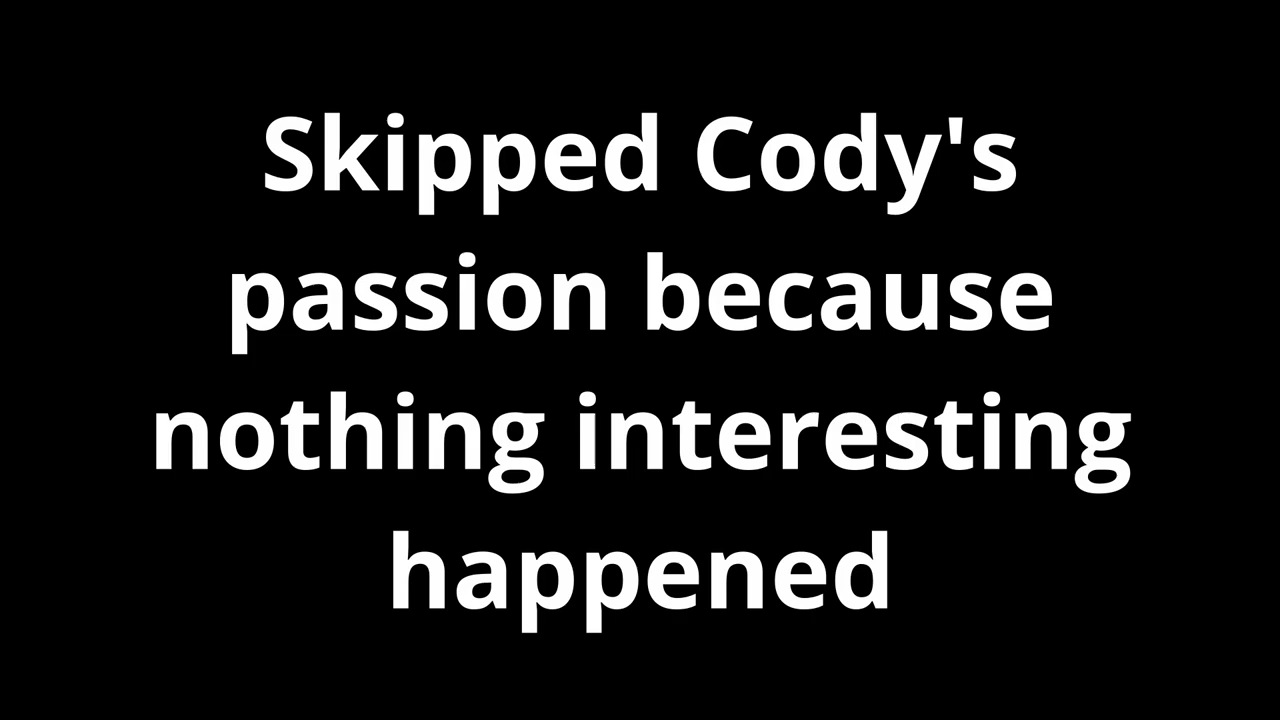 Skipped Cody's
passion because
nothing interesting
happened